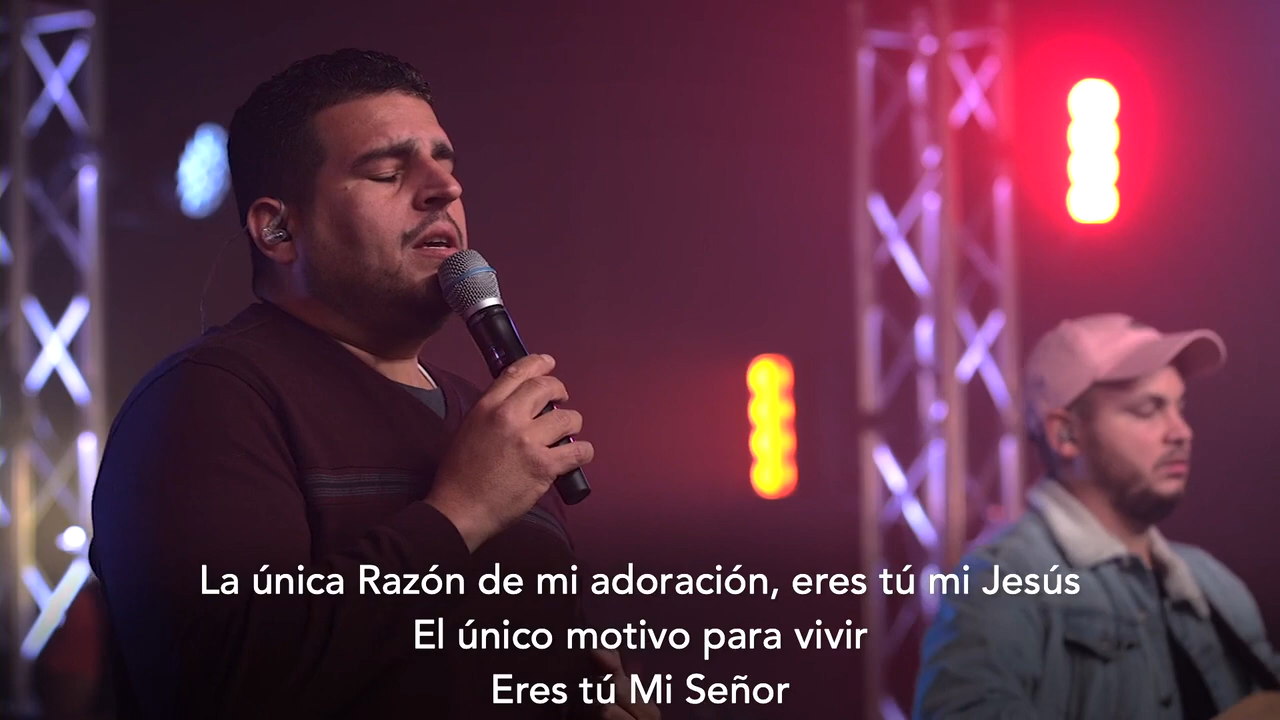 La única Razón de mi adoración, eres tú mi Jesús
El único motivo para vivir
Eres tú Mi Señor